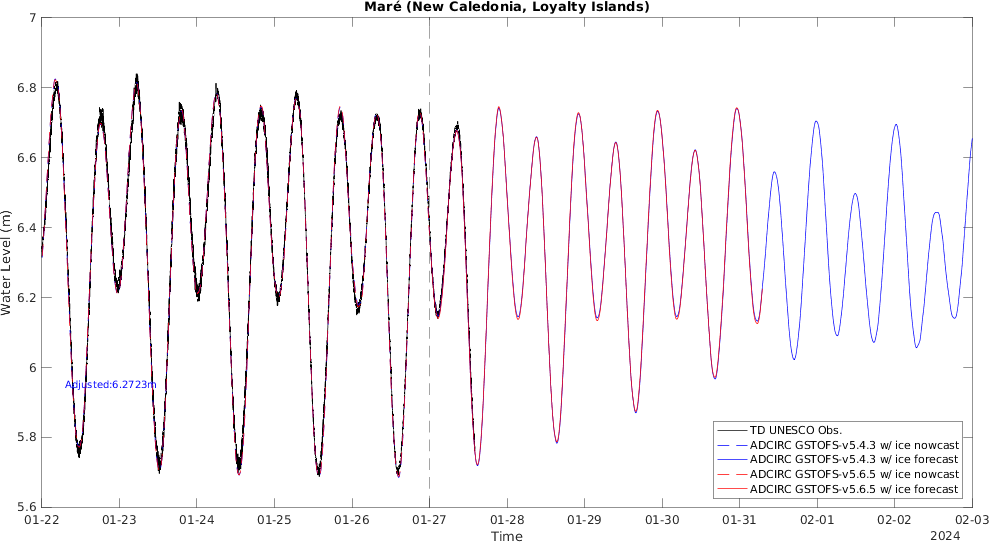 Maré (New Caledonia, Loyalty Islands)
7
6.8
6.6
6.4
6.2
6
5.8
5.6
Water Level (m)
Adjusted:6.2723m
TD UNESCO Obs.
ADCIRC GSTOFS-v5.4.3 w/ ice nowcast
ADCIRC GSTOFS-v5.4.3 w/ ice forecast
ADCIRC GSTOFS-v5.6.5 w/ ice nowcast
ADCIRC GSTOFS-v5.6.5 w/ ice forecast
01-22 01-23 01-24 01-25 01-26 01-27 01-28 01-29 01-30 01-31 02-01 02-02 02-03
Time
2024